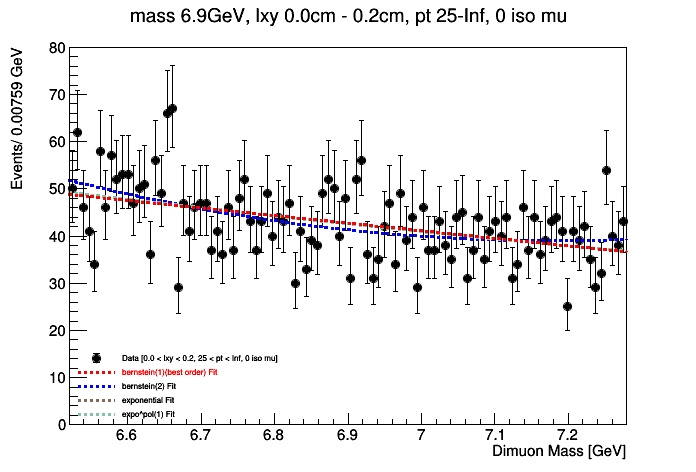 mass 6.9GeV, lxy 0.0cm - 0.2cm, pt 25-Inf, 0 iso mu
Events/ 0.00759 GeV
80
70
60
50
40
30
20
10
0
Data [0.0 < lxy < 0.2, 25 < pt < Inf, 0 iso mu]
bernstein(1)(best order) Fit
bernstein(2) Fit
exponential Fit
expo*pol(1) Fit
6.6 6.7 6.8 6.9 7 7.1 7.2
Dimuon Mass [GeV]